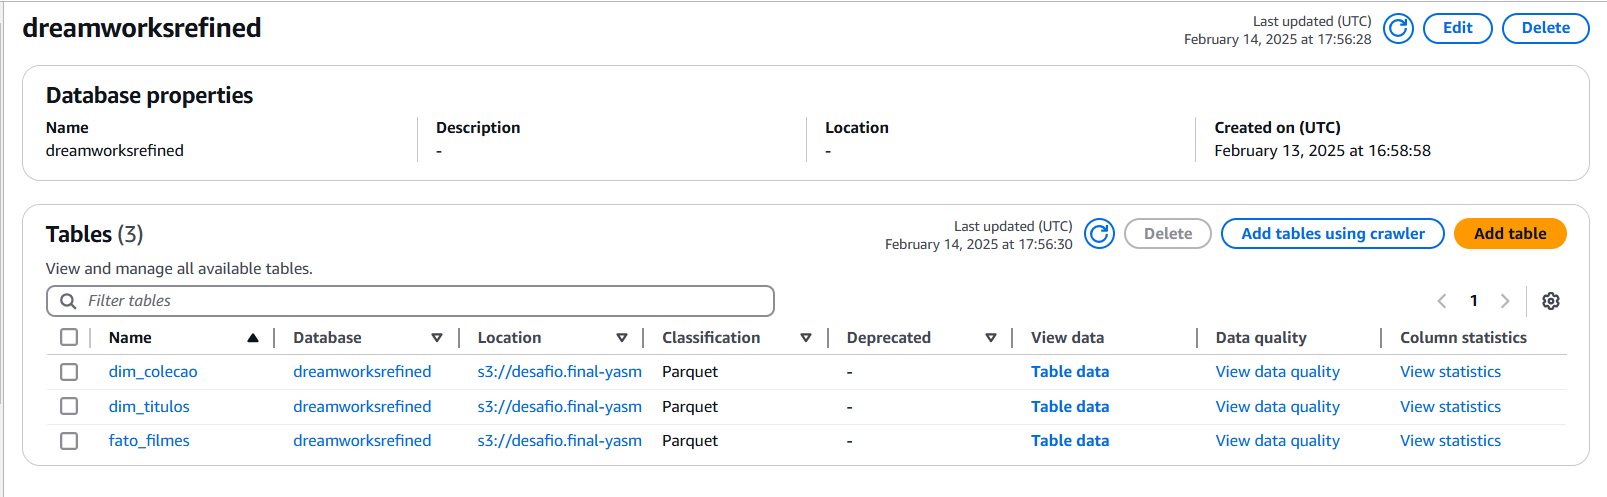 dreamworksrefined
Last updated (UTC)
February 14, 2025 at 17:56:28
Edit
Delete
Database properties
Name
dreamworksrefined
Description
-
Location
-
Created on (UTC)
February 13, 2025 at 16:58:58
Tables (3)
Last updated (UTC)
February 14, 2025 at 17:56:30
Delete
Add tables using crawler
Add table
View and manage all available tables.
Filter tables
1
Name Database Location Classification Deprecated View data Data quality Column statistics
dim_colecao dreamworksrefined s3://desafio.final-yasm Parquet - Table data View data quality View statistics
dim_titulos dreamworksrefined s3://desafio.final-yasm Parquet - Table data View data quality View statistics
fato_filmes dreamworksrefined s3://desafio.final-yasm Parquet - Table data View data quality View statistics